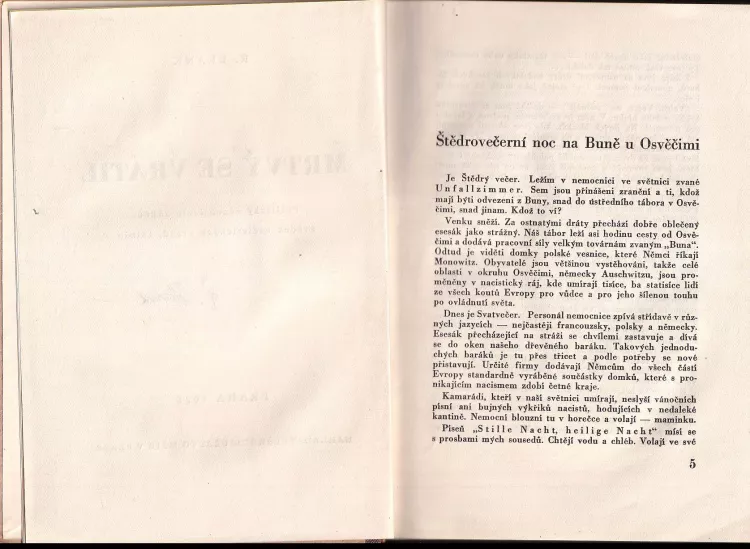 Štědrovečerní noc na Buně u Osvěčimi
Je Štědrý večer. Ležím v nemocnici ve světnici zvané
Unfallzimmer. Sem jsou přinášeni zranění a ti, kdož
mají býti odvezeni z Buny, snad do ústředního tábora v Osvě-
čimi, snad jinam. Kdož to ví?
Venku sněží. Za ostnatými dráty přechází dobře oblečený
esesák jako strážný. Náš tábor leží asi hodinu cesty od Osvě-
čimi a dodává pracovní síly velkým továrnám zvaným „Buna“.
Odtud je viděti domky polské vesnice, které Němci říkají
Monowitz. Obyvatelé jsou většinou vystěhováni, takže celé
oblasti v okruhu Osvěčimi, německy Auschwitzu, jsou pro-
měněny v nacistický ráj, kde umírají tisíce, ba statisíce lidí
ze všech koutů Evropy pro vůdce a pro jeho šílenou touhu
po ovládnutí světa.
Dnes je Svatvečer. Personál nemocnice zpívá střídavě v růz-
ných jazycích — nejčastěji francouzsky, polsky a německy.
Esesák přecházející na stráži se chvílemi zastavuje a dívá
se do oken našeho dřevěného baráku. Takových jednodu-
chých baráků je tu přes třicet a podle potřeby se nové
přistavují. Určité firmy dodávají Němcům do všech částí
Evropy standardně vyráběné součástky domků, které s pro-
nikajícím nacismem zdobí četné kraje.
Kamarádi, kteří v naší světnici umírají, neslyší vánočních
písní ani bujných výkřiků nacistů, hodujících v nedaleké
kantině. Nemocní blouzní tu v horečce a volají — maminku.
Píseň „Stille Nacht, heilige Nacht“ mísí se
s prosbami mých sousedů. Chtějí vodu a chléb. Volají ve své
5